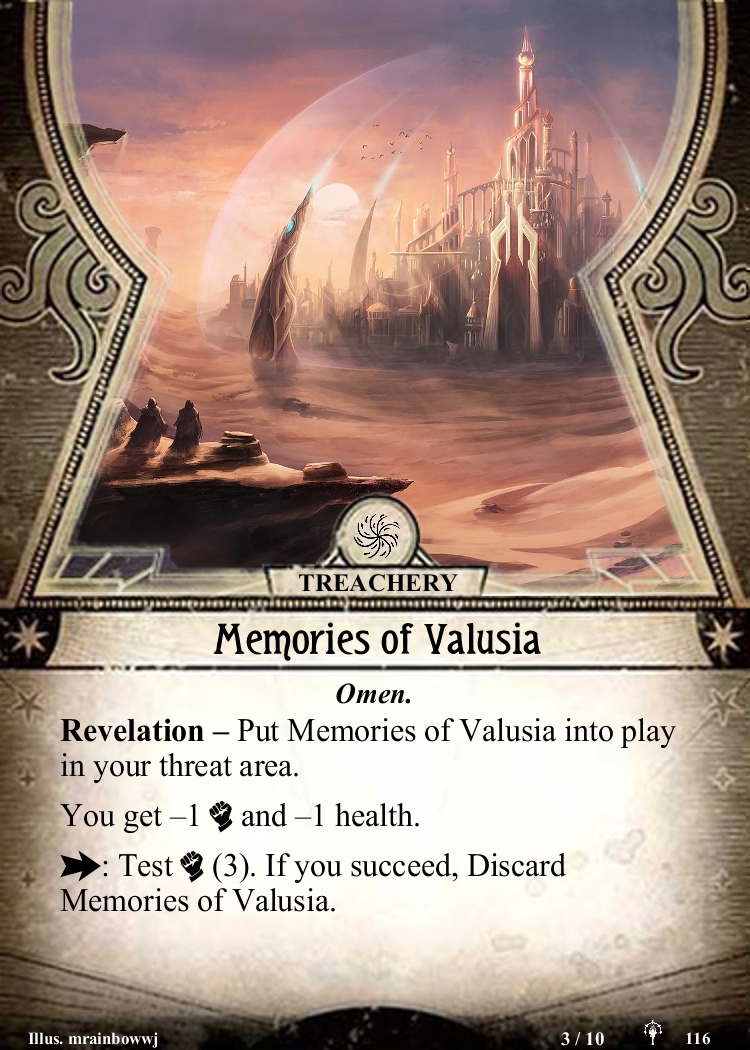 TREACHERY
Memories of Valusia
Omen.
Revelation – Put Memories of Valusia into play
in your threat area.
You get –1 and –1 health.
: Test (3). If you succeed, Discard
Memories of Valusia.
Illus. mrainbowwj 3 / 10 116